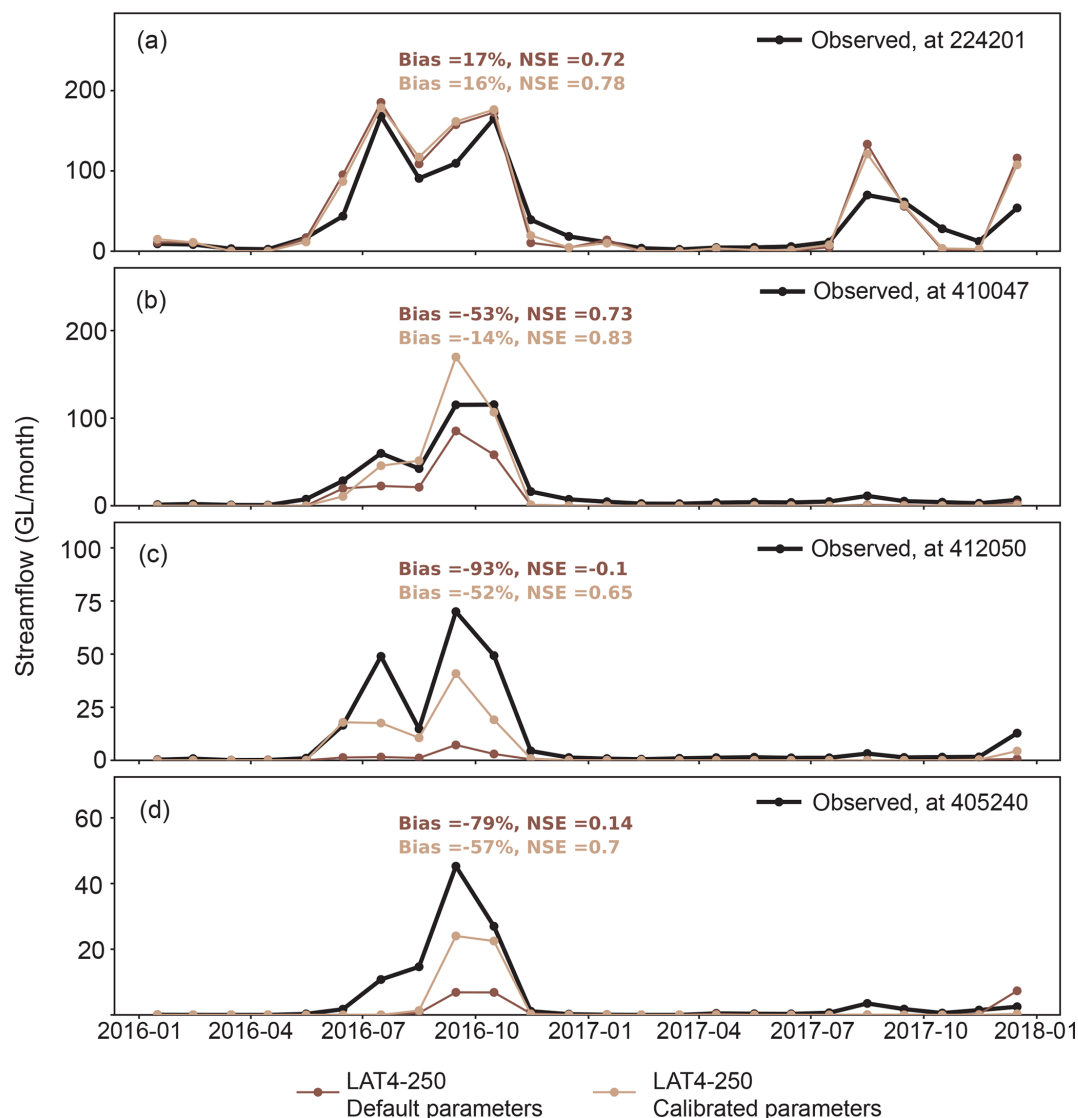 (a)
Observed, at 224201
Bias =17%, NSE =0.72
Bias =16%, NSE =0.78
200
100
0
(b)
Observed, at 410047
Bias =-53%, NSE =0.73
Bias =-14%, NSE =0.83
200
100
0
Streamflow (GL/month)
(c)
Observed, at 412050
Bias =-93%, NSE =-0.1
Bias =-52%, NSE =0.65
100
75
50
25
0
(d)
Observed, at 405240
Bias =-79%, NSE =0.14
Bias =-57%, NSE =0.7
60
40
20
2016-01 2016-04 2016-07 2016-10 2017-01 2017-04 2017-07 2017-10 2018-01
LAT4-250
Default parameters
LAT4-250
Calibrated parameters